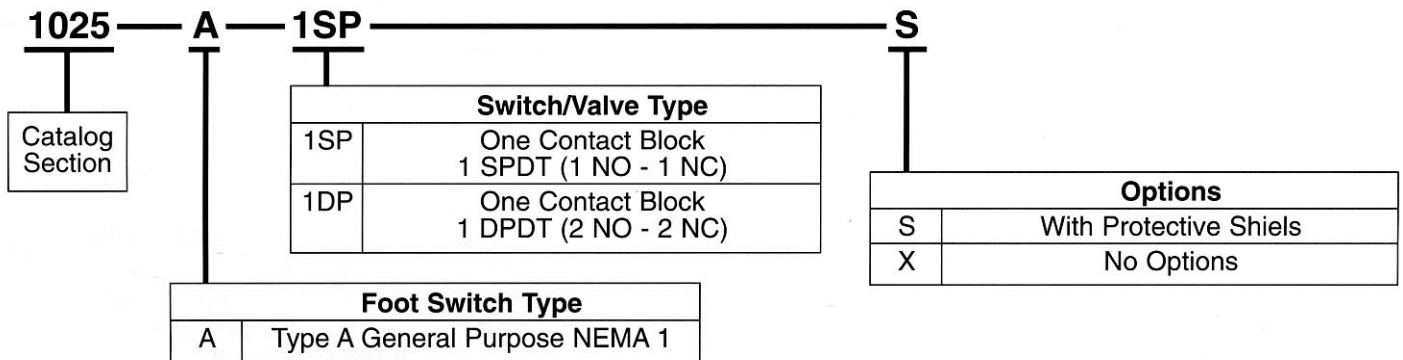 1025 A 1SP S
Catalog
Section
Switch/Valve Type
1SP One Contact Block
1 SPDT (1 NO - 1 NC)
1DP One Contact Block
1 DPDT (2 NO - 2 NC)
Options
S With Protective Shiels
X No Options
Foot Switch Type
A Type A General Purpose NEMA 1